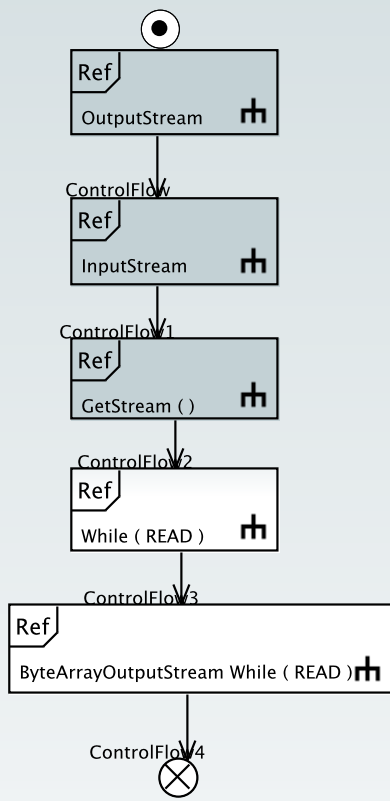 Ref
OutputStream
ControlFlow
Ref
InputStream
ControlFlow1
Ref
GetStream ( )
ControlFlow2
Ref
While ( READ )
ControlFlow3
Ref
ByteArrayOutputStream While ( READ )
ControlFlow4